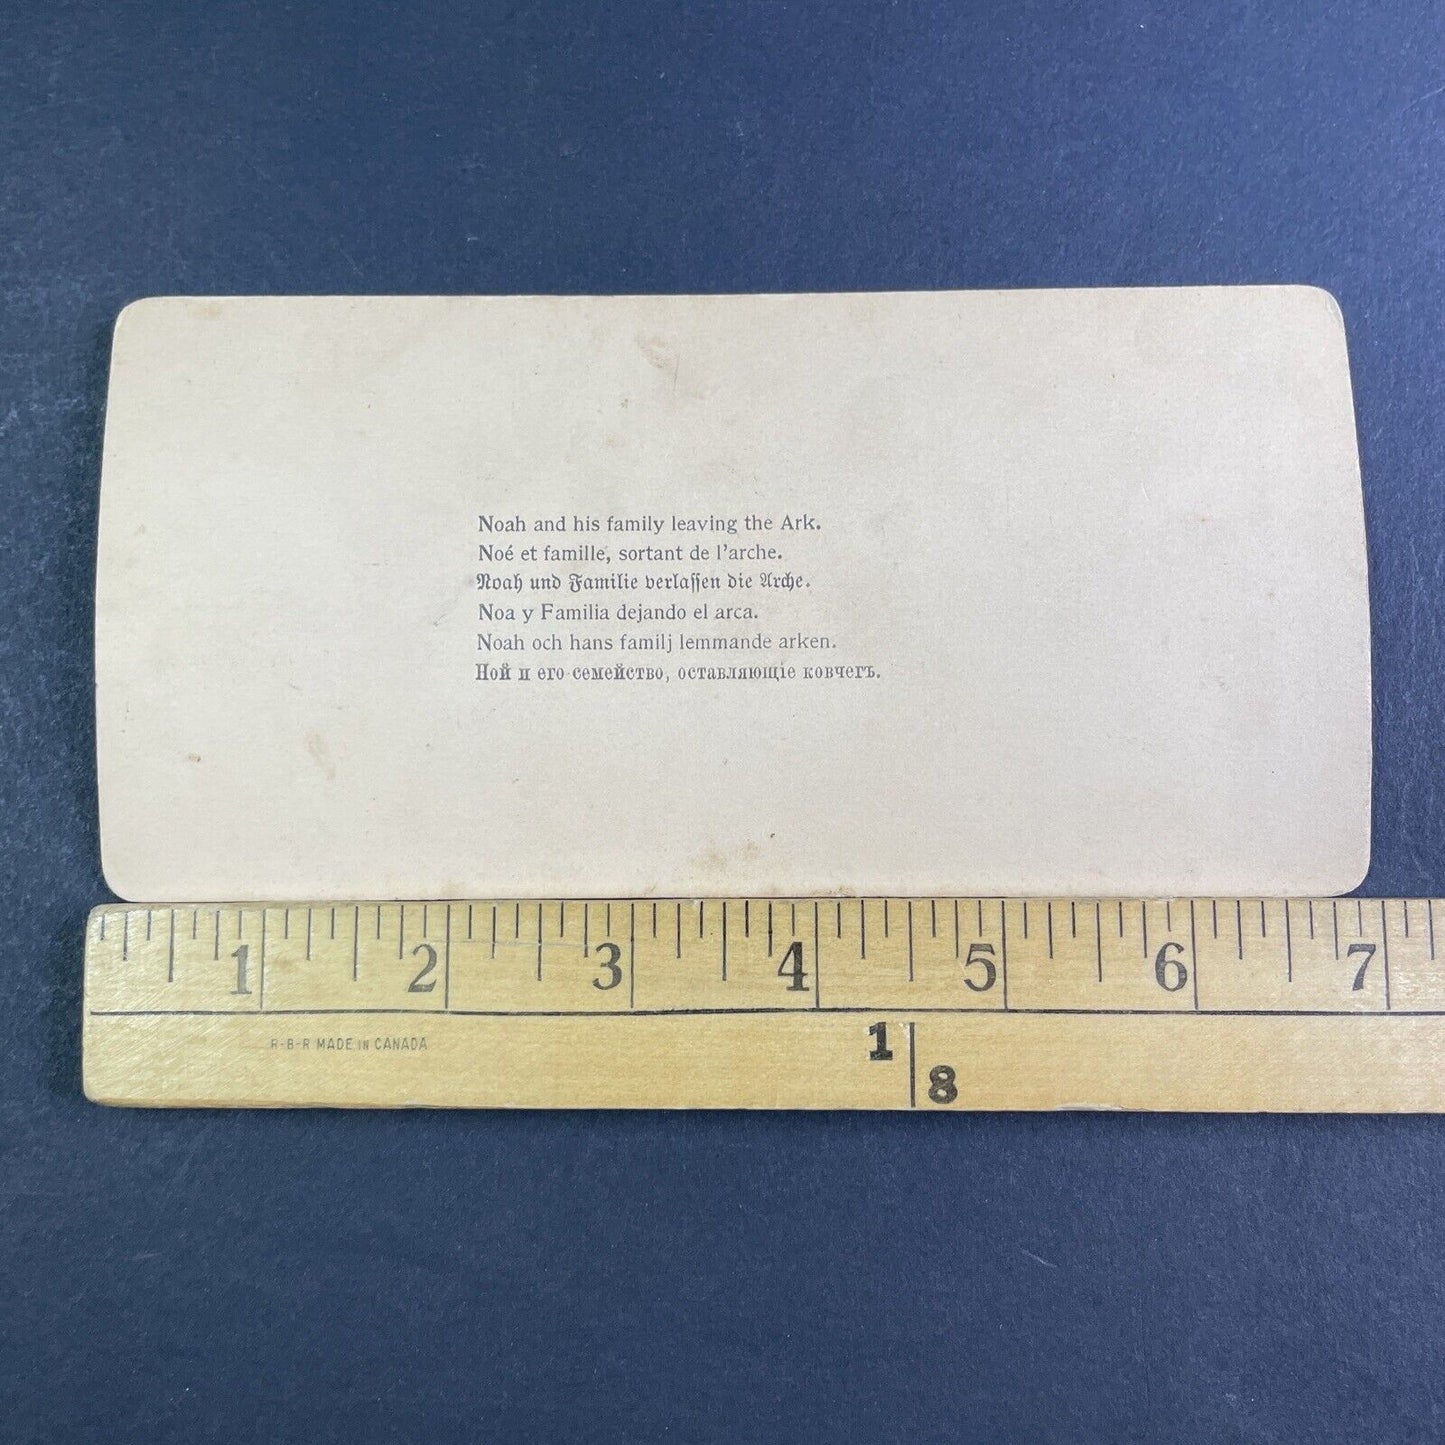 Noah and his family leaving the Ark.
Noé et famille, sortant de l'arche.
Noah und Familie verlaſſen die Arche.
Noa y Familia dejando el arca.
Noah och hans familj lemmande arken.
Ной и его семейство, оставляющіе ковчегъ.
1 2 3 4 5 6 7
R-B-R MADE IN CANADA
1 8